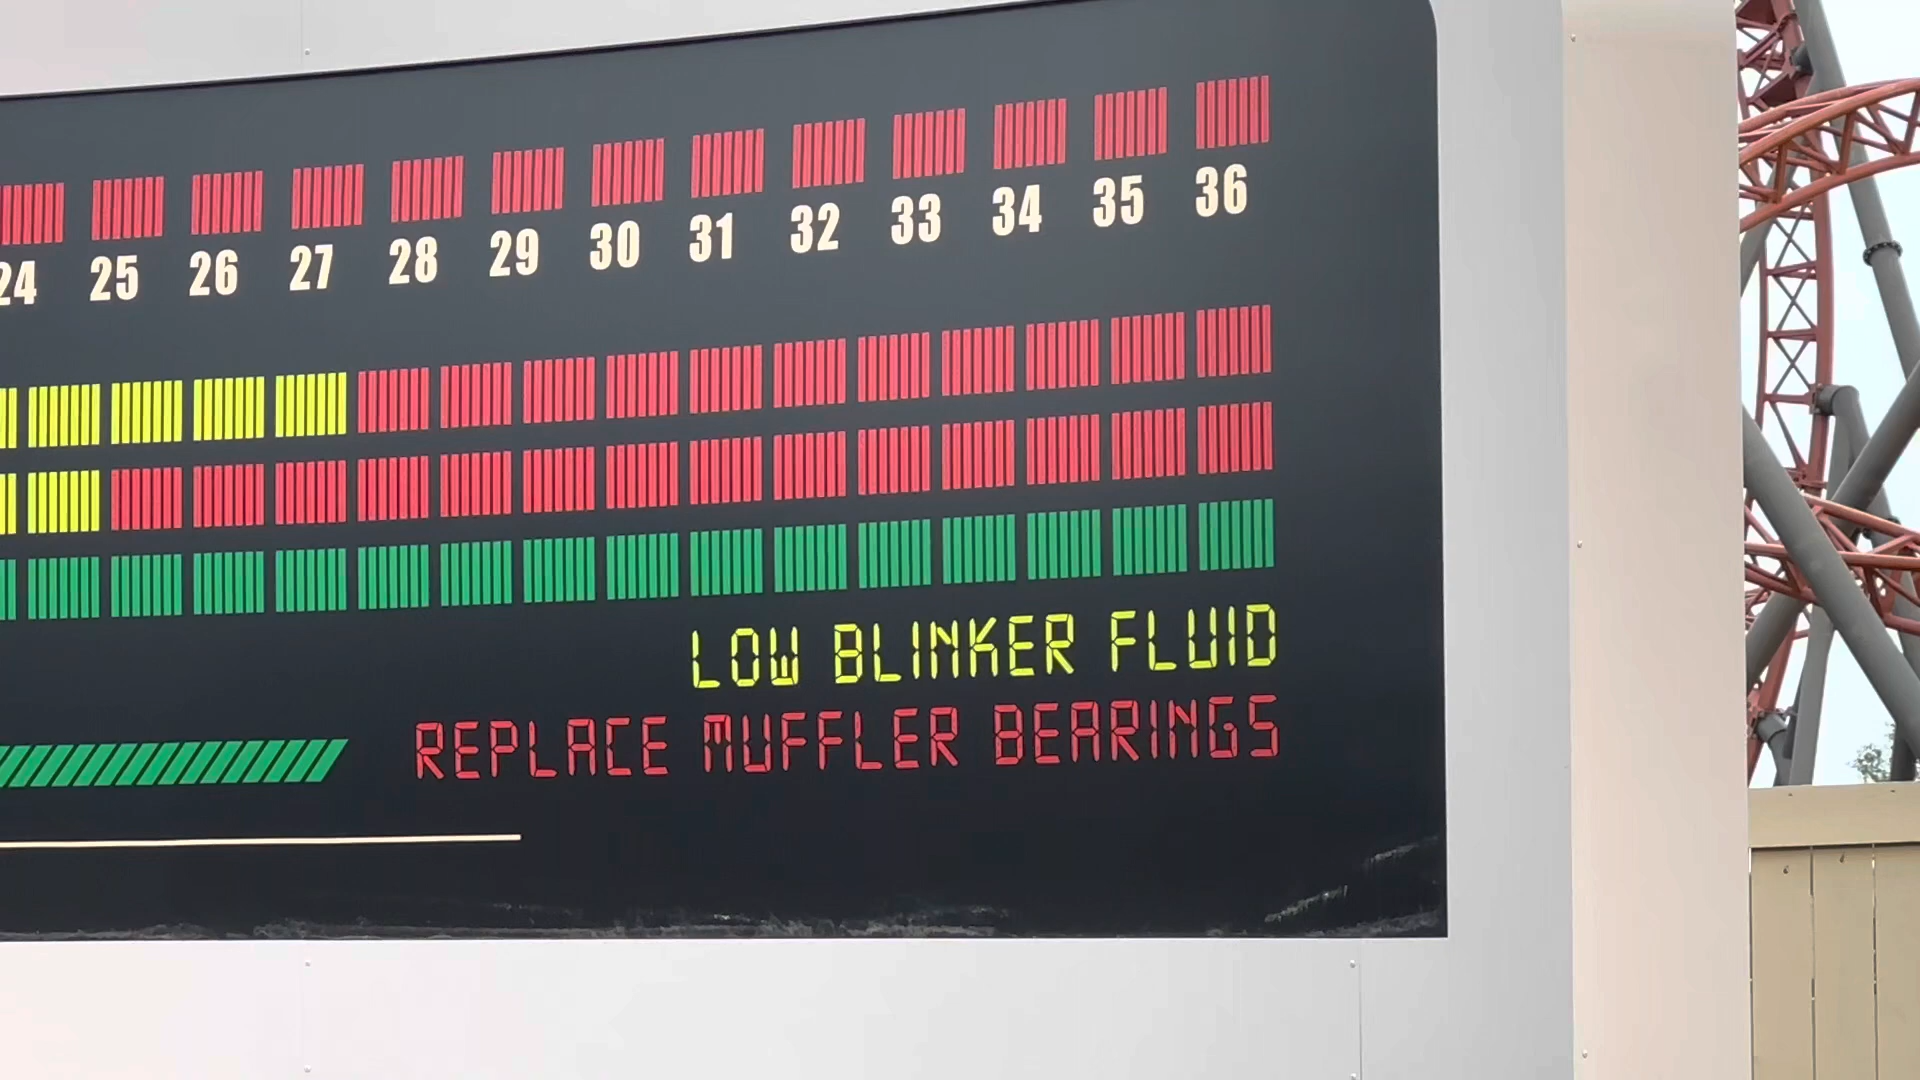 24 25 26 27 28 29 30 31 32 33 34 35 36
LOW BLINKER FLUID
REPLACE MUFFLER BEARINGS